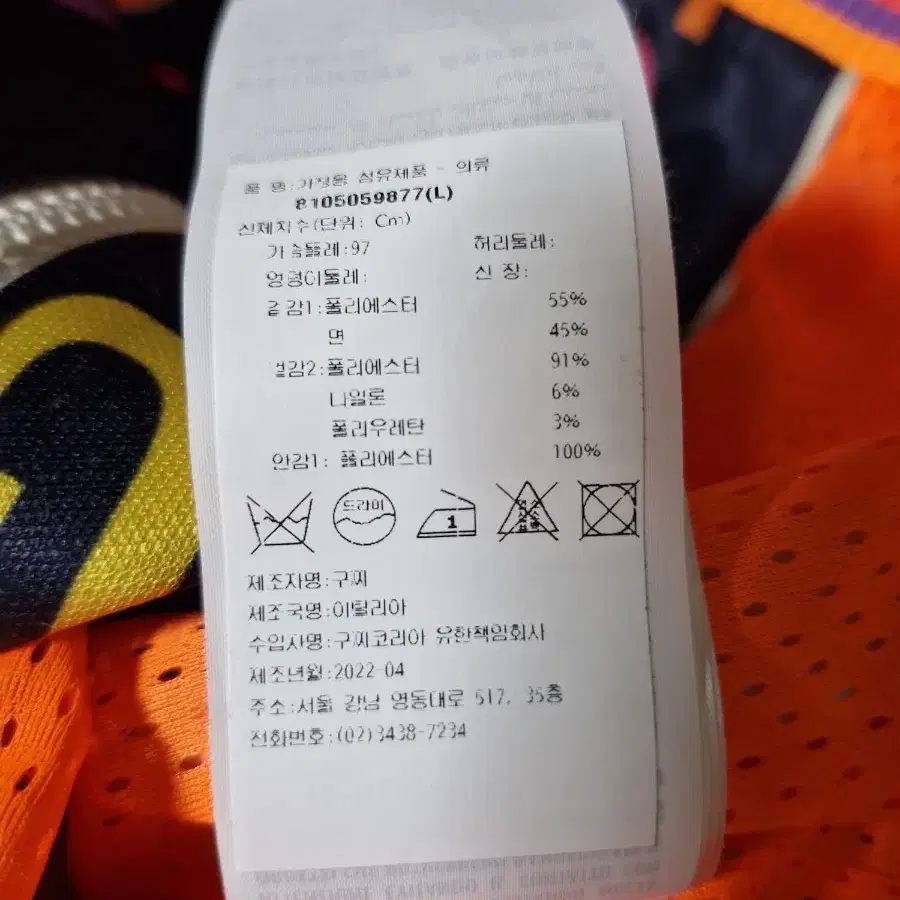 품 명:가정용 섬유제품 - 의류
8105059877(L)
신체치수(단위: Cm)
가슴둘레:97 허리둘레:
엉덩이둘레: 신 장:
겉감1:폴리에스터 55%
면 45%
겉감2:폴리에스터 91%
나일론 6%
폴리우레탄 3%
안감1: 폴리에스터 100%
드라이 1 염소 표백
제조자명:구찌
제조국명:이탈리아
수입자명:구찌코리아 유한책임회사
제조년월:2022-04
주소:서울 강남 영동대로 517, 35층
전화번호:(02)3438-7234